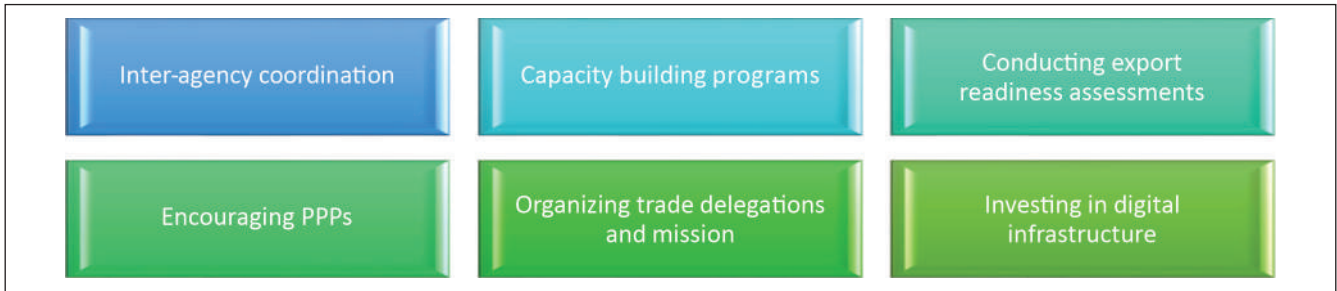 Inter-agency coordination
Capacity building programs
Conducting export
readiness assessments
Encouraging PPPs
Organizing trade delegations
and mission
Investing in digital
infrastructure